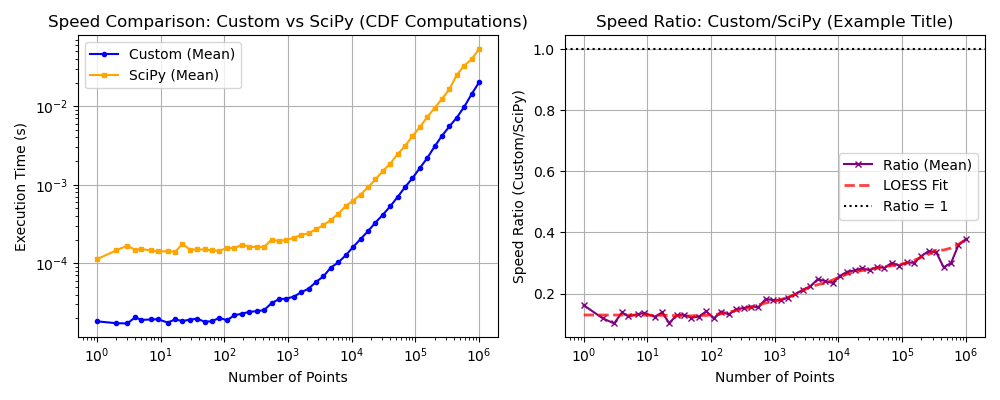 Speed Comparison: Custom vs SciPy (CDF Computations)
Custom (Mean)
SciPy (Mean)
Execution Time (s)
10⁻²
10⁻³
10⁻⁴
10⁰ 10¹ 10² 10³ 10⁴ 10⁵ 10⁶
Number of Points
Speed Ratio: Custom/SciPy (Example Title)
Speed Ratio (Custom/SciPy)
1.0
0.8
0.6
0.4
0.2
Ratio (Mean)
LOESS Fit
Ratio = 1
10⁰ 10¹ 10² 10³ 10⁴ 10⁵ 10⁶
Number of Points